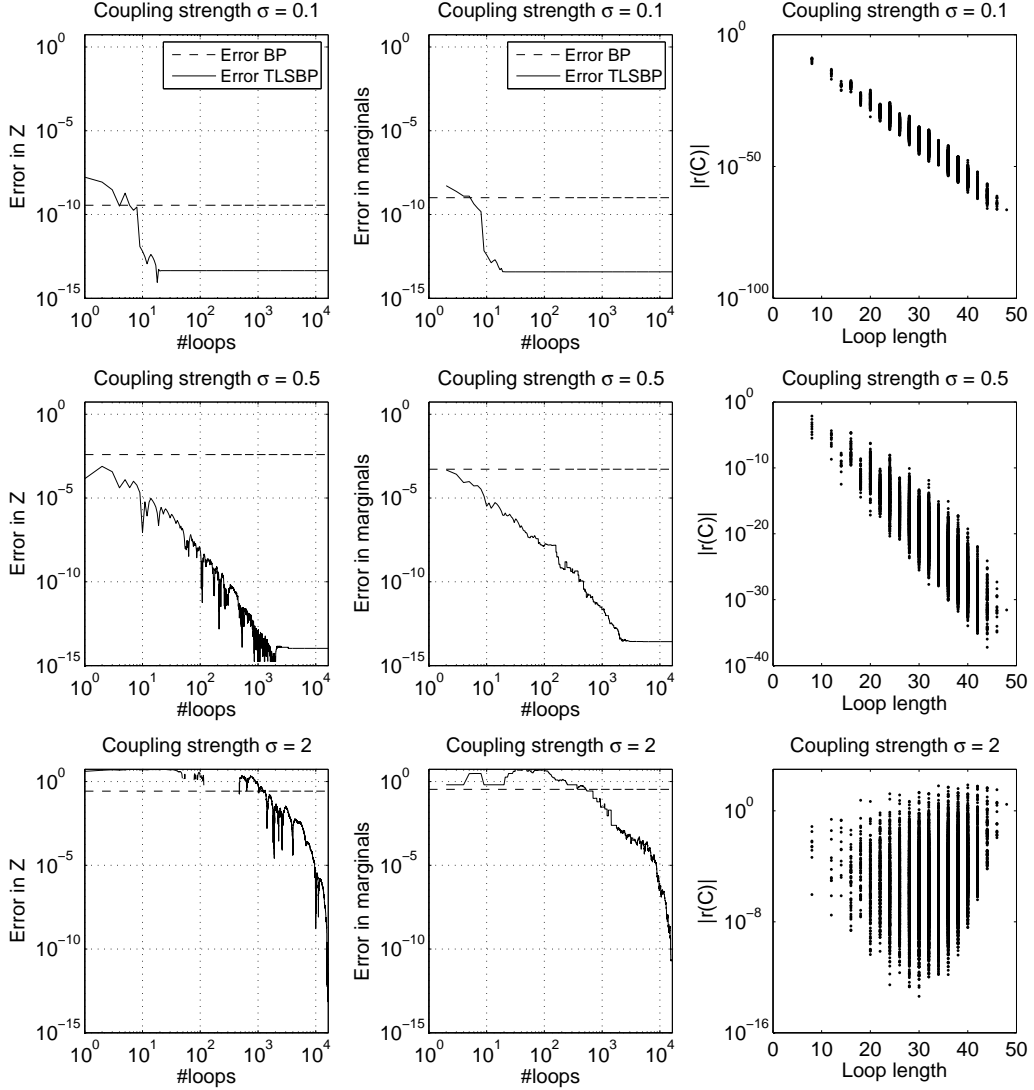 Coupling strength σ = 0.1
Error in Z
10^0
10^-5
10^-10
10^-15
Error BP
Error TLSBP
10^0 10^1 10^2 10^3 10^4
#loops
Coupling strength σ = 0.1
Error in marginals
10^0
10^-5
10^-10
10^-15
Error BP
Error TLSBP
10^0 10^1 10^2 10^3 10^4
#loops
Coupling strength σ = 0.1
|r(C)|
10^0
10^-50
10^-100
0 10 20 30 40 50
Loop length
Coupling strength σ = 0.5
Error in Z
10^0
10^-5
10^-10
10^-15
10^0 10^1 10^2 10^3 10^4
#loops
Coupling strength σ = 0.5
Error in marginals
10^0
10^-5
10^-10
10^-15
10^0 10^1 10^2 10^3 10^4
#loops
Coupling strength σ = 0.5
|r(C)|
10^0
10^-10
10^-20
10^-30
10^-40
0 10 20 30 40 50
Loop length
Coupling strength σ = 2
Error in Z
10^0
10^-5
10^-10
10^-15
10^0 10^1 10^2 10^3 10^4
#loops
Coupling strength σ = 2
Error in marginals
10^0
10^-5
10^-10
10^-15
10^0 10^1 10^2 10^3 10^4
#loops
Coupling strength σ = 2
|r(C)|
10^0
10^-8
10^-16
0 10 20 30 40 50
Loop length